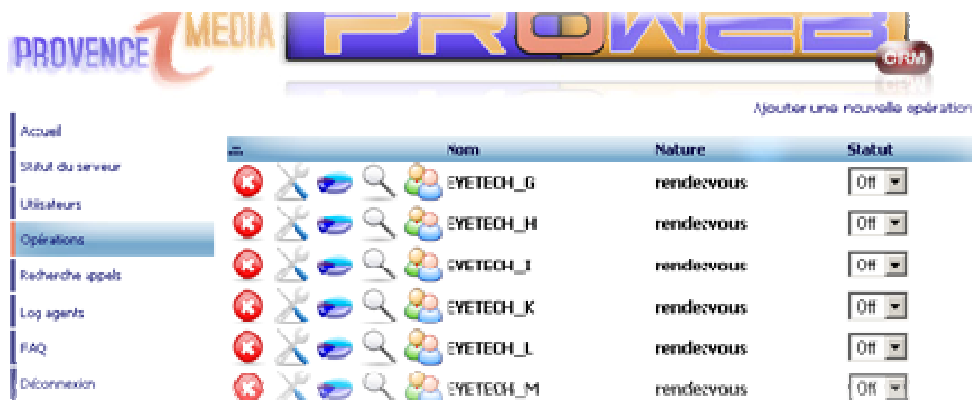 PROVENCE MEDIA
PROWEB
CRM
Ajouter une nouvelle opération
Accueil
Statut du serveur
Utilisateurs
Opérations
Recherche appels
Log agents
FAQ
Déconnexion
Nom Nature Statut
EYETECH_G rendezvous Off
EYETECH_H rendezvous Off
EYETECH_I rendezvous Off
EYETECH_K rendezvous Off
EYETECH_L rendezvous Off
EYETECH_M rendezvous Off